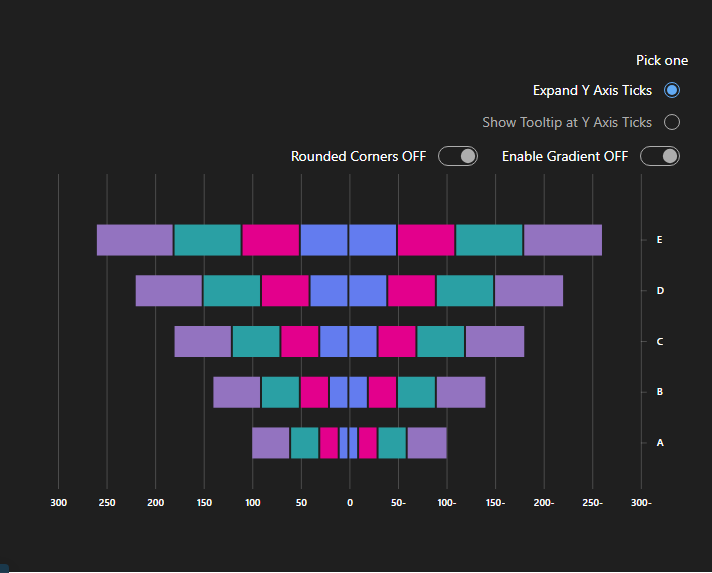 Pick one
Expand Y Axis Ticks
Show Tooltip at Y Axis Ticks
Rounded Corners OFF Enable Gradient OFF
E
D
C
B
A
300 250 200 150 100 50 0 50- 100- 150- 200- 250- 300-